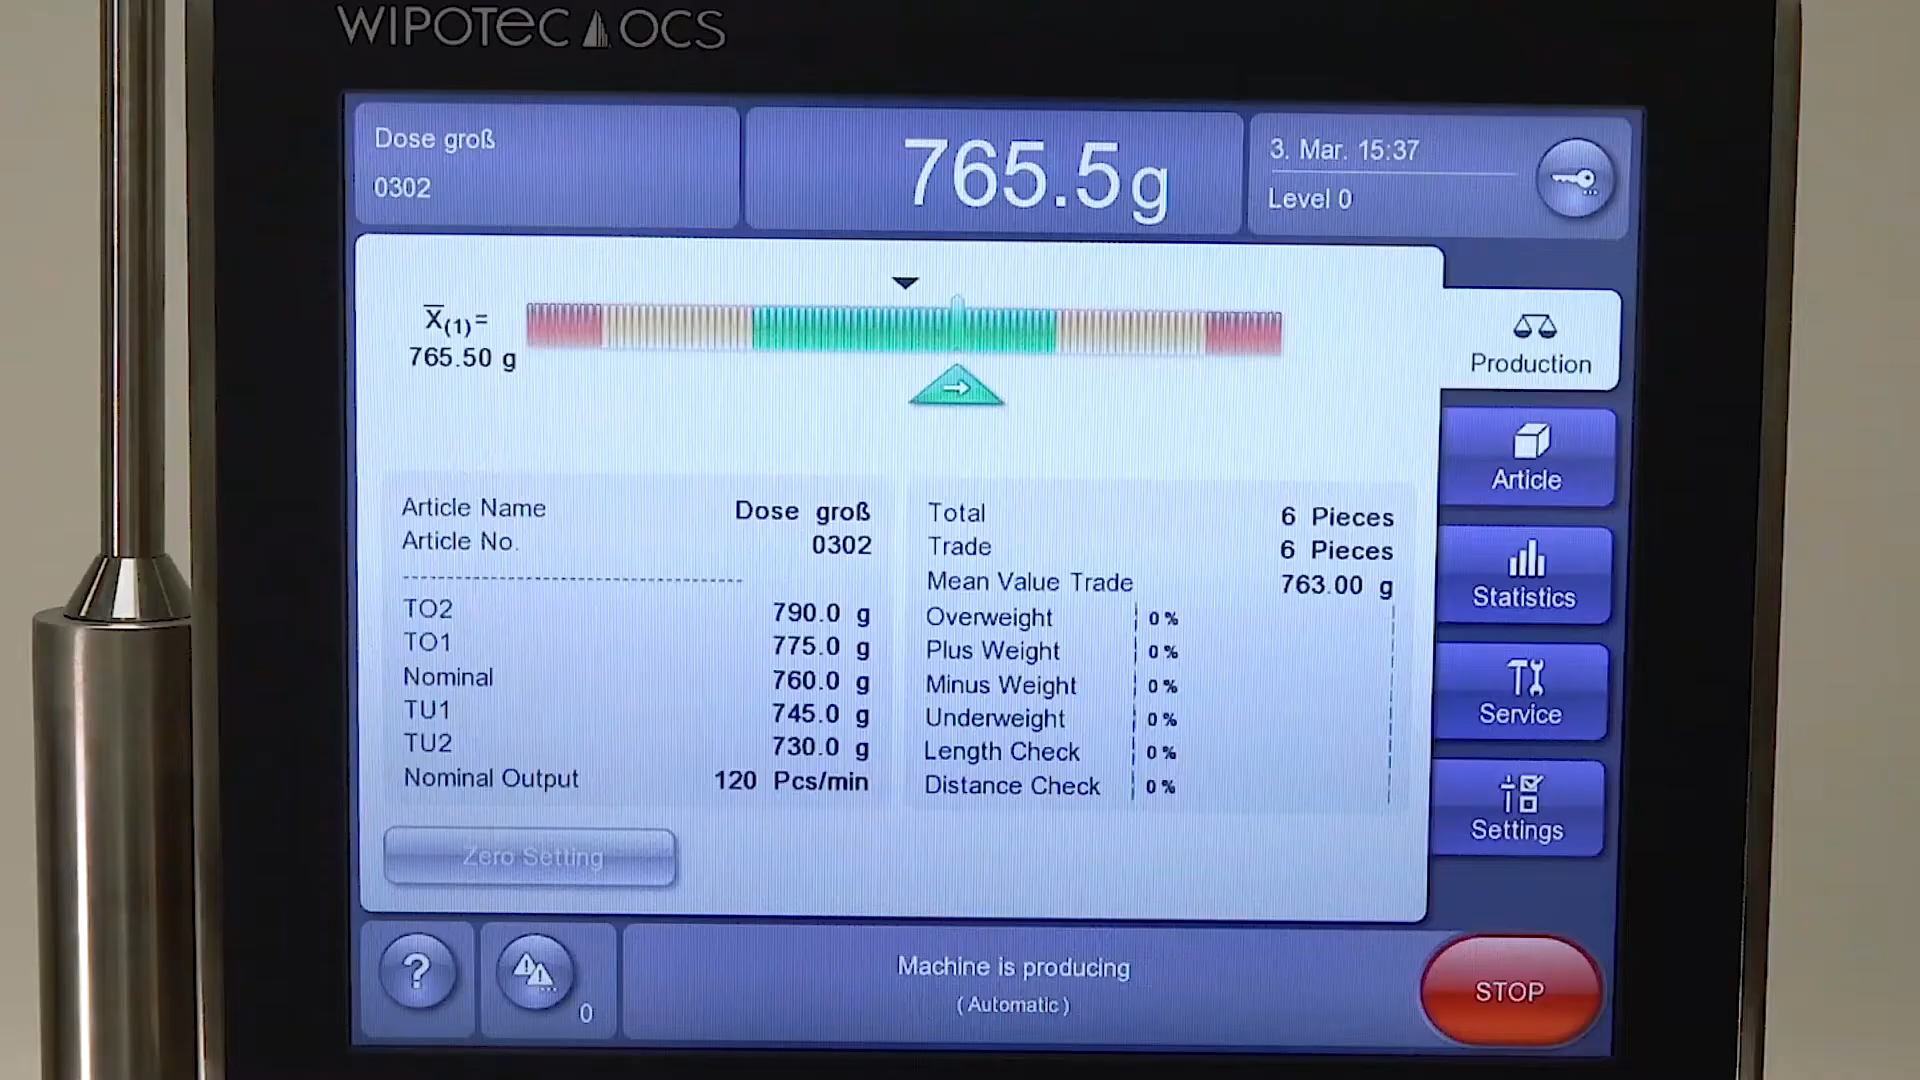 WIPOTEC OCS
Dose groß
0302
765.5g
3. Mar. 15:37
Level 0
X(1)=
765.50 g
Production
Article
Statistics
Service
Settings
Article Name Dose groß
Article No. 0302
TO2 790.0 g
TO1 775.0 g
Nominal 760.0 g
TU1 745.0 g
TU2 730.0 g
Nominal Output 120 Pcs/min
Total 6 Pieces
Trade 6 Pieces
Mean Value Trade 763.00 g
Overweight 0 %
Plus Weight 0 %
Minus Weight 0 %
Underweight 0 %
Length Check 0 %
Distance Check 0 %
Zero Setting
?
0
Machine is producing
(Automatic)
STOP